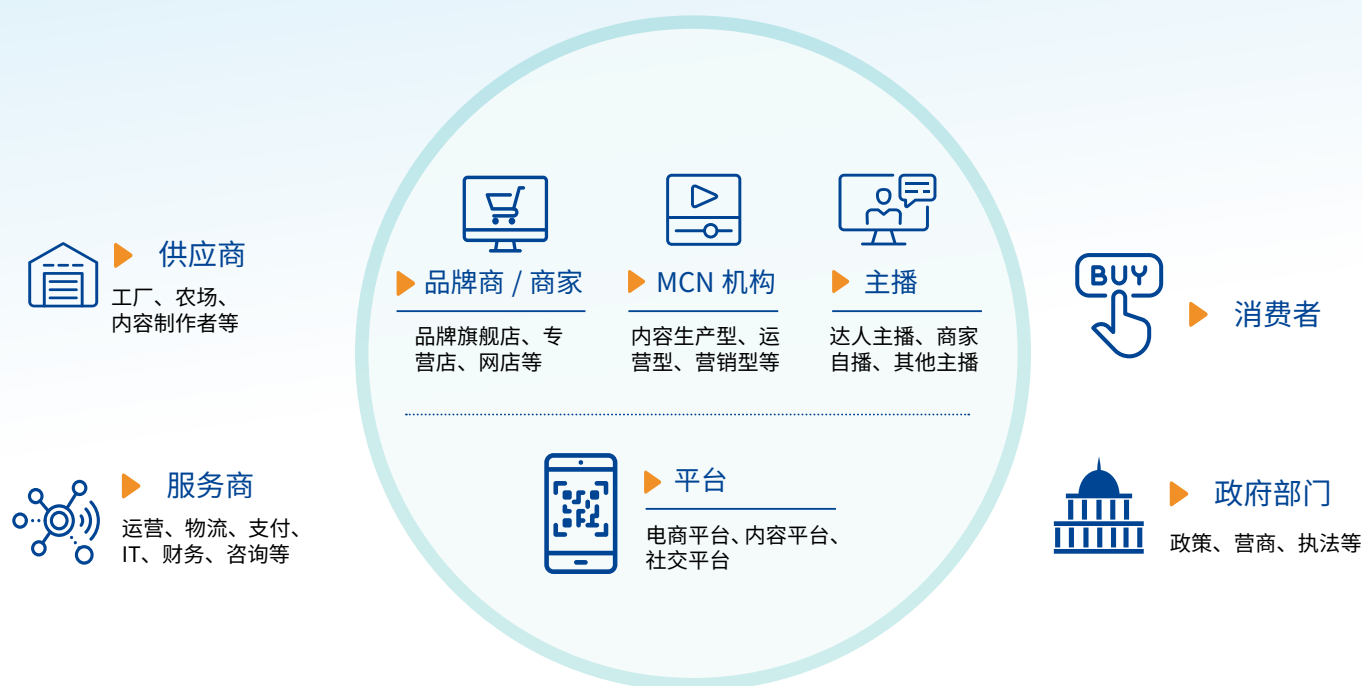 供应商
工厂、农场、
内容制作者等
服务商
运营、物流、支付、
IT、财务、咨询等
品牌商 / 商家
品牌旗舰店、专
营店、网店等
MCN 机构
内容生产型、运
营型、营销型等
主播
达人主播、商家
自播、其他主播
平台
电商平台、内容平台、
社交平台
BUY
消费者
政府部门
政策、营商、执法等